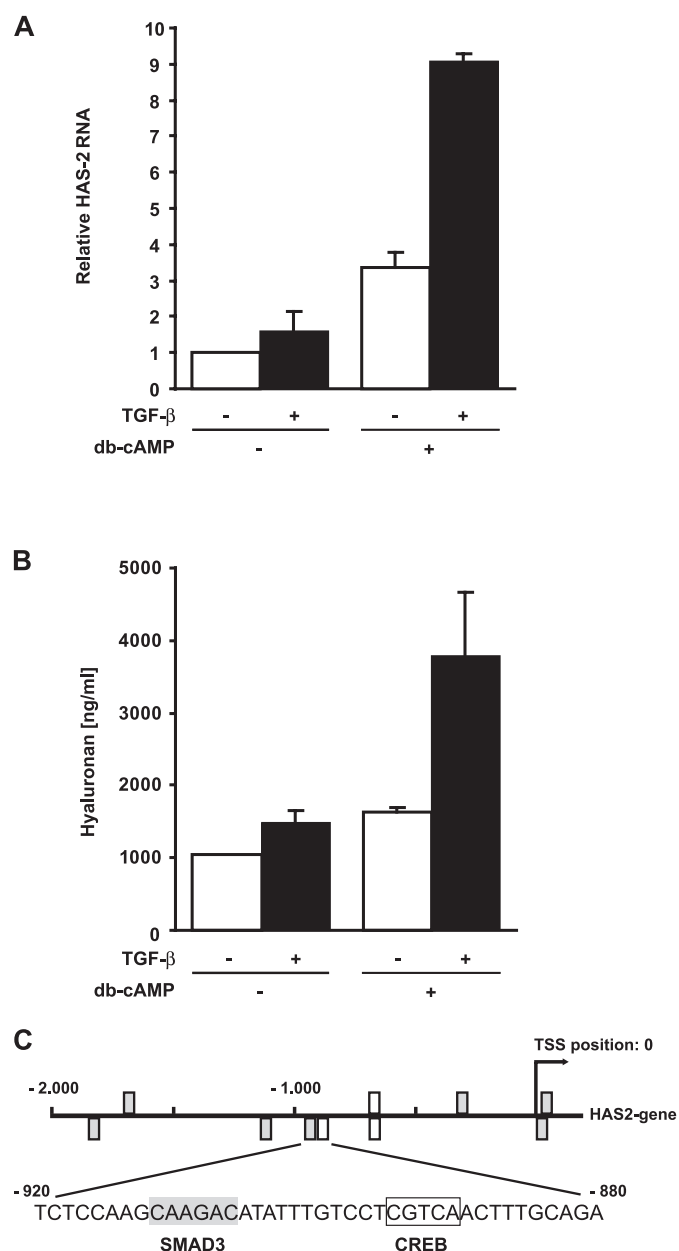 A
Relative HAS-2 RNA
10
9
8
7
6
5
4
3
2
1
0
TGF-β - + - +
db-cAMP - +
B
Hyaluronan [ng/ml]
5000
4000
3000
2000
1000
0
TGF-β - + - +
db-cAMP - +
C
TSS position: 0
- 2.000 - 1.000
HAS2-gene
- 920 - 880
TCTCCAAGCAAGACATATTTGTCCTCGTCAACTTTGCAGA
SMAD3 CREB